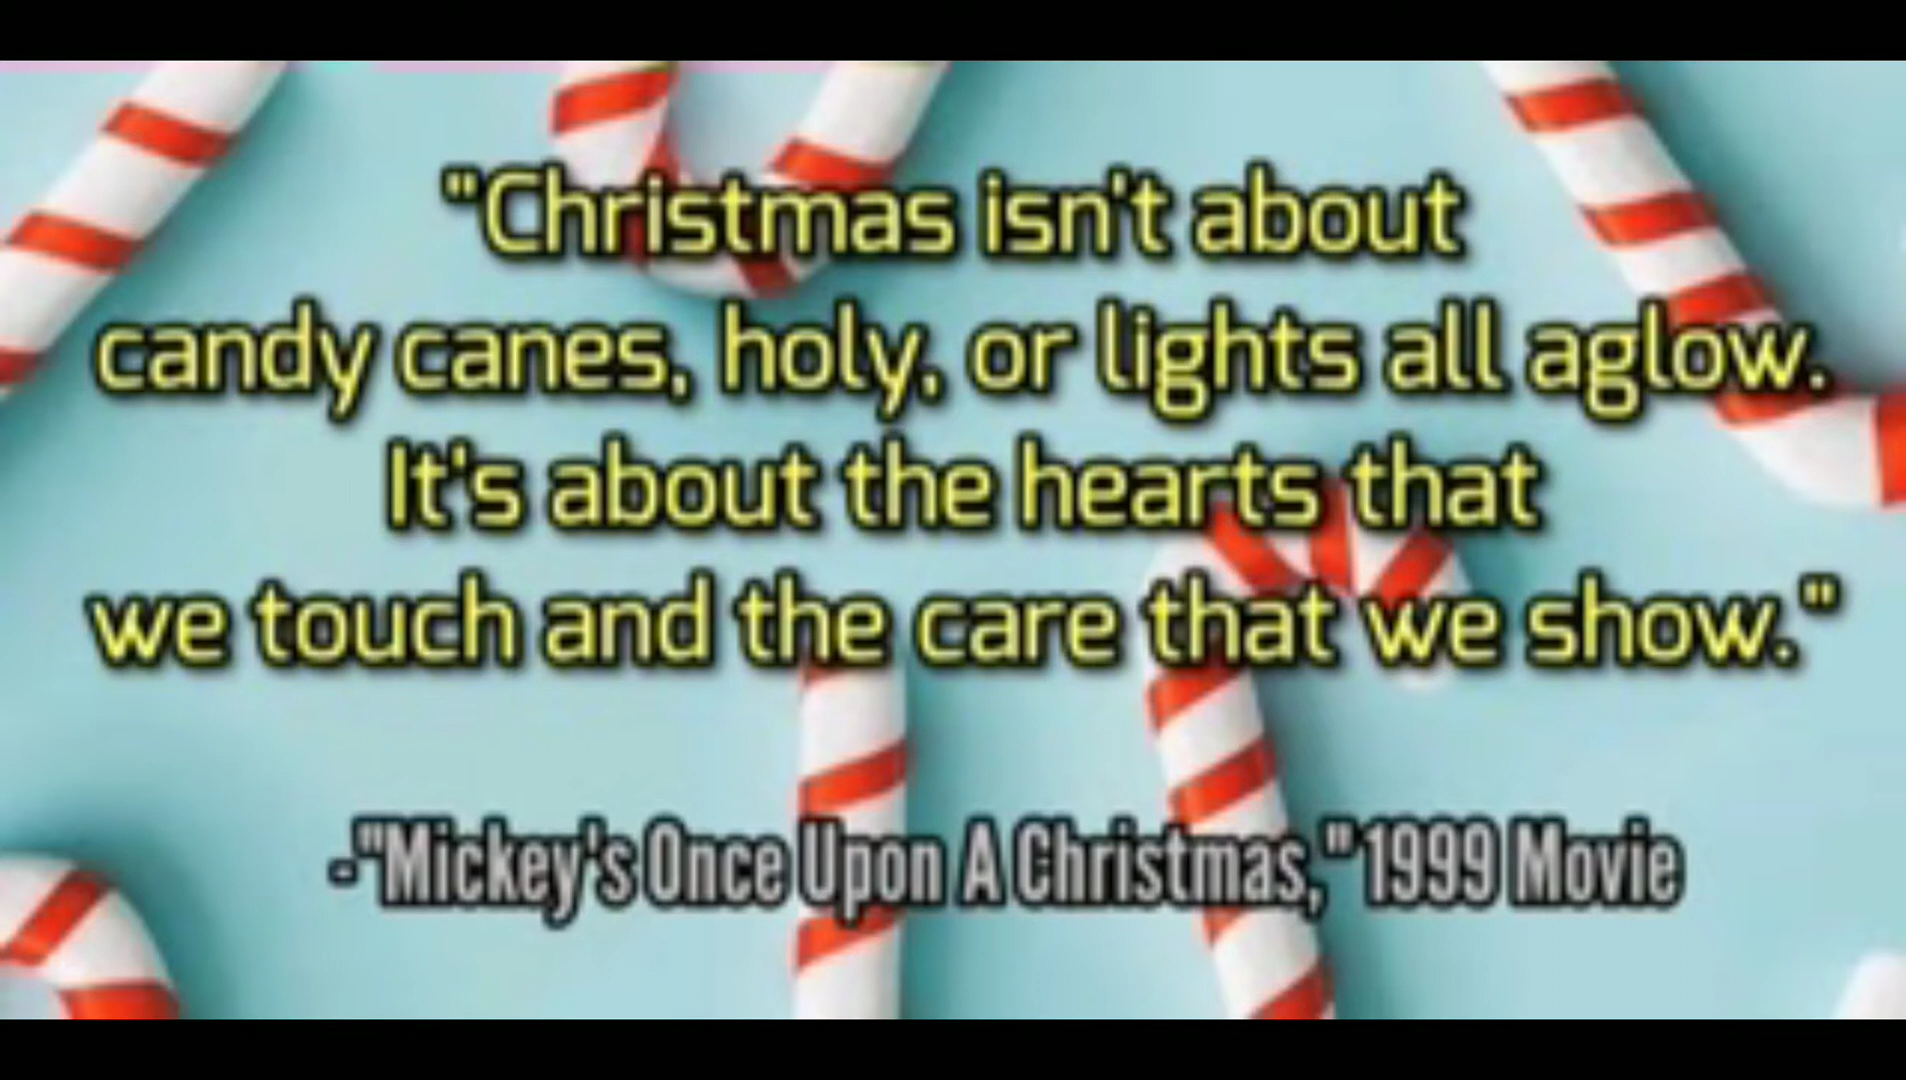 "Christmas isn't about
candy canes, holy, or lights all aglow.
It's about the hearts that
we touch and the care that we show."
-"Mickey's Once Upon A Christmas," 1999 Movie